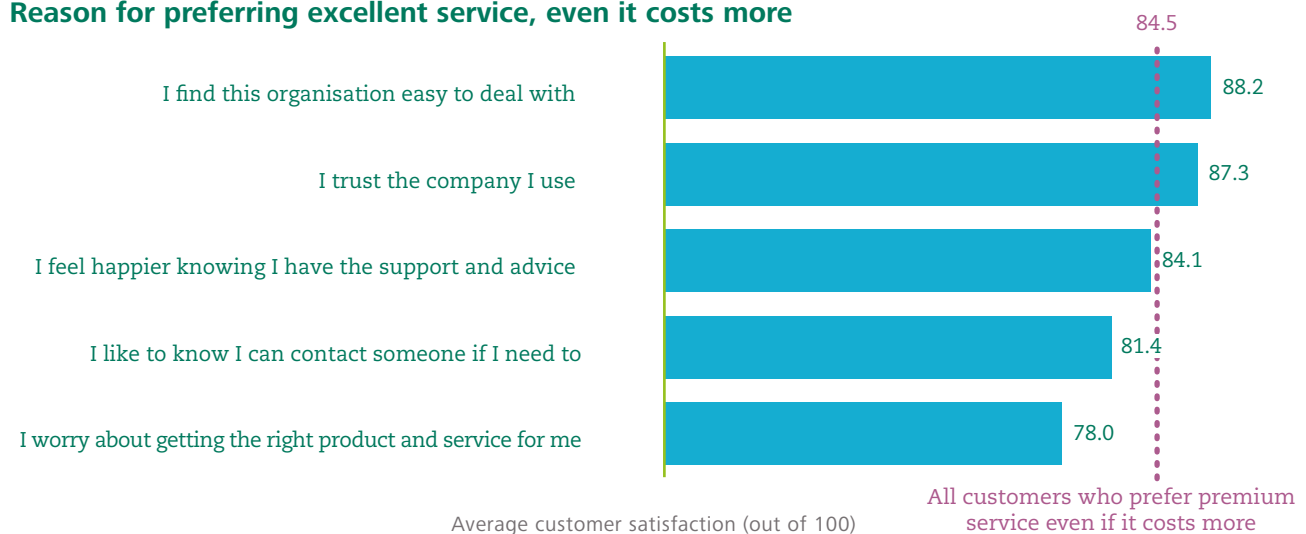 Reason for preferring excellent service, even it costs more
84.5
I find this organisation easy to deal with
88.2
I trust the company I use
87.3
I feel happier knowing I have the support and advice
84.1
I like to know I can contact someone if I need to
81.4
I worry about getting the right product and service for me
78.0
All customers who prefer premium
service even if it costs more
Average customer satisfaction (out of 100)